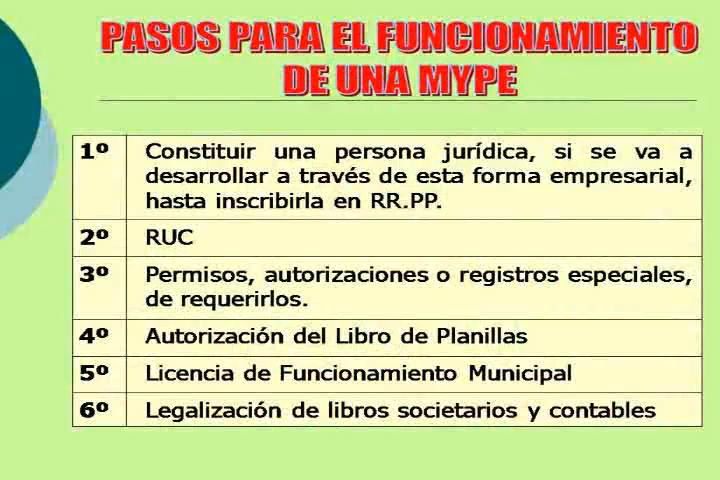 PASOS PARA EL FUNCIONAMIENTO
DE UNA MYPE
1º Constituir una persona jurídica, si se va a
desarrollar a través de esta forma empresarial,
hasta inscribirla en RR.PP.
2º RUC
3º Permisos, autorizaciones o registros especiales,
de requerirlos.
4º Autorización del Libro de Planillas
5º Licencia de Funcionamiento Municipal
6º Legalización de libros societarios y contables